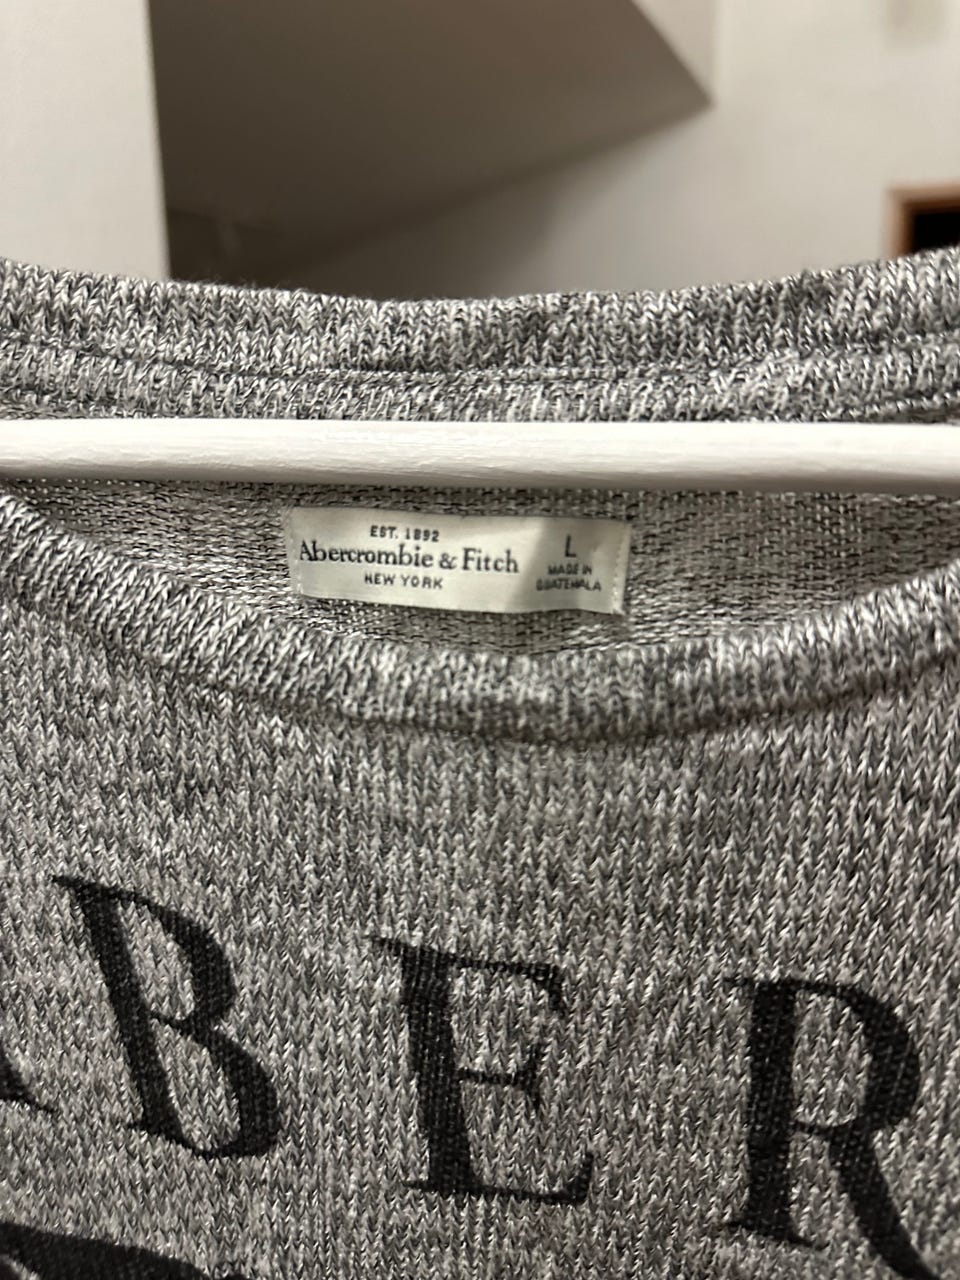 EST. 1892
Abercrombie & Fitch
NEW YORK
L
MADE IN
GUATEMALA
ABER